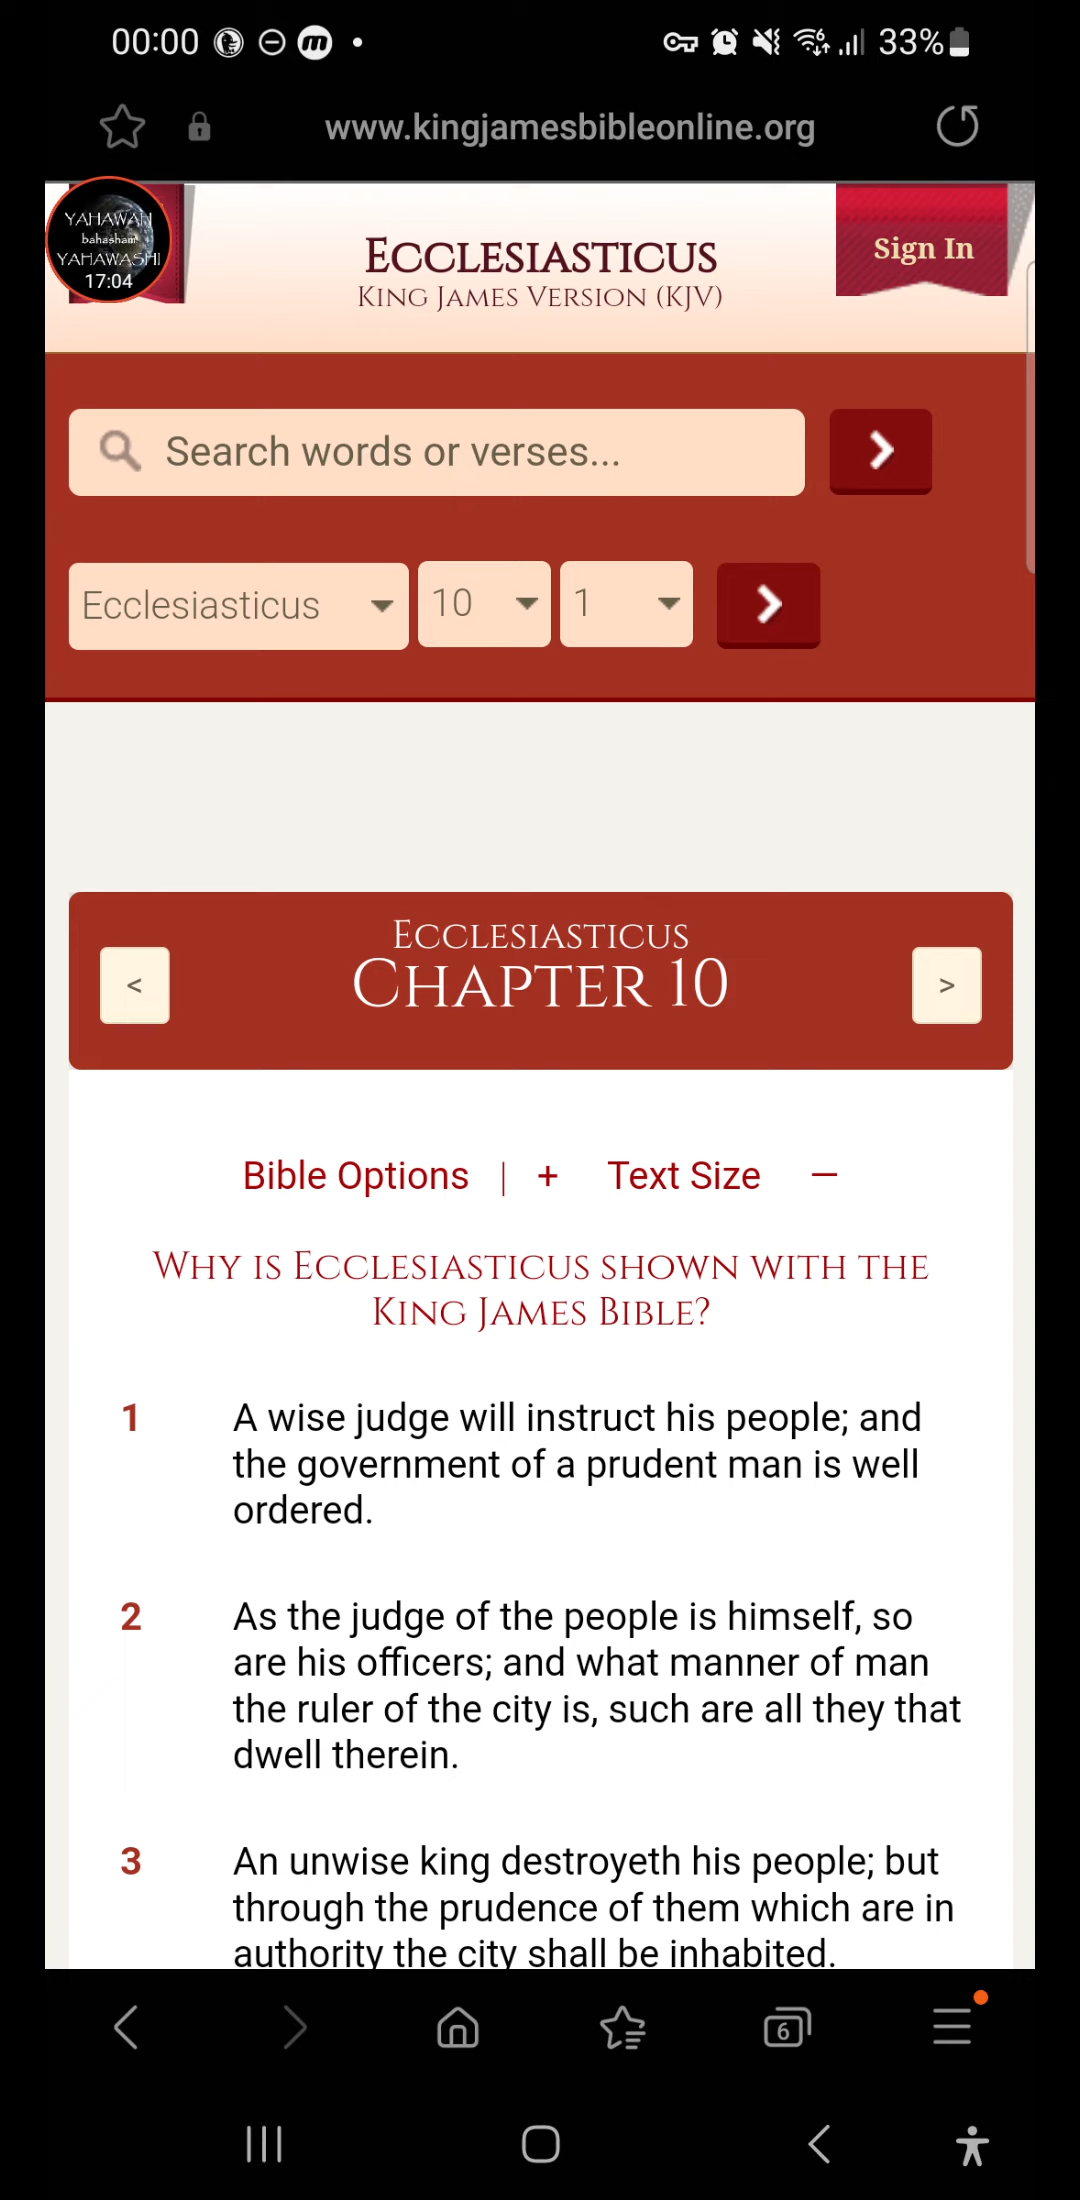 00:00
33%
www.kingjamesbibleonline.org
YAHAWAH
bahasham
YAHAWASHI
17:04
ECCLESIASTICUS
KING JAMES VERSION (KJV)
Sign In
Search words or verses...
Ecclesiasticus 10 1
ECCLESIASTICUS
CHAPTER 10
< >
Bible Options | + Text Size −
WHY IS ECCLESIASTICUS SHOWN WITH THE
KING JAMES BIBLE?
1 A wise judge will instruct his people; and
the government of a prudent man is well
ordered.
2 As the judge of the people is himself, so
are his officers; and what manner of man
the ruler of the city is, such are all they that
dwell therein.
3 An unwise king destroyeth his people; but
through the prudence of them which are in
authority the city shall be inhabited.
6